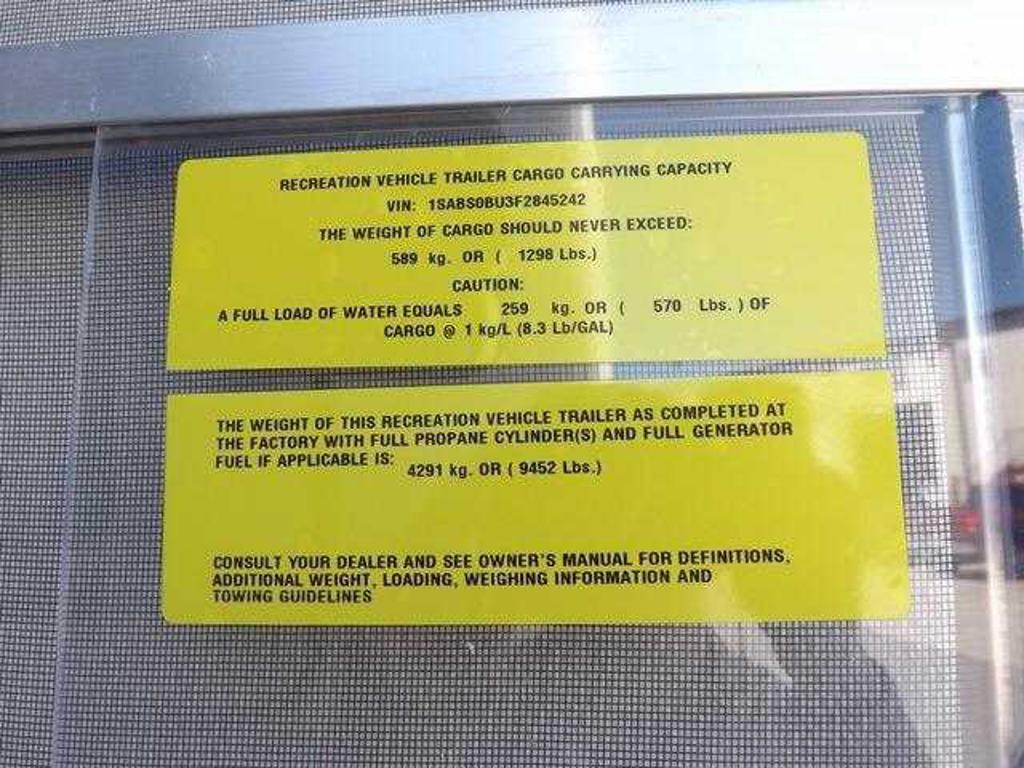 RECREATION VEHICLE TRAILER CARGO CARRYING CAPACITY
VIN: 1SABS0BU3F2845242
THE WEIGHT OF CARGO SHOULD NEVER EXCEED:
589 kg. OR ( 1298 Lbs.)
CAUTION:
A FULL LOAD OF WATER EQUALS 259 kg. OR ( 570 Lbs. ) OF
CARGO @ 1 kg/L (8.3 Lb/GAL)
THE WEIGHT OF THIS RECREATION VEHICLE TRAILER AS COMPLETED AT
THE FACTORY WITH FULL PROPANE CYLINDER(S) AND FULL GENERATOR
FUEL IF APPLICABLE IS: 4291 kg. OR ( 9452 Lbs.)
CONSULT YOUR DEALER AND SEE OWNER'S MANUAL FOR DEFINITIONS,
ADDITIONAL WEIGHT, LOADING, WEIGHING INFORMATION AND
TOWING GUIDELINES